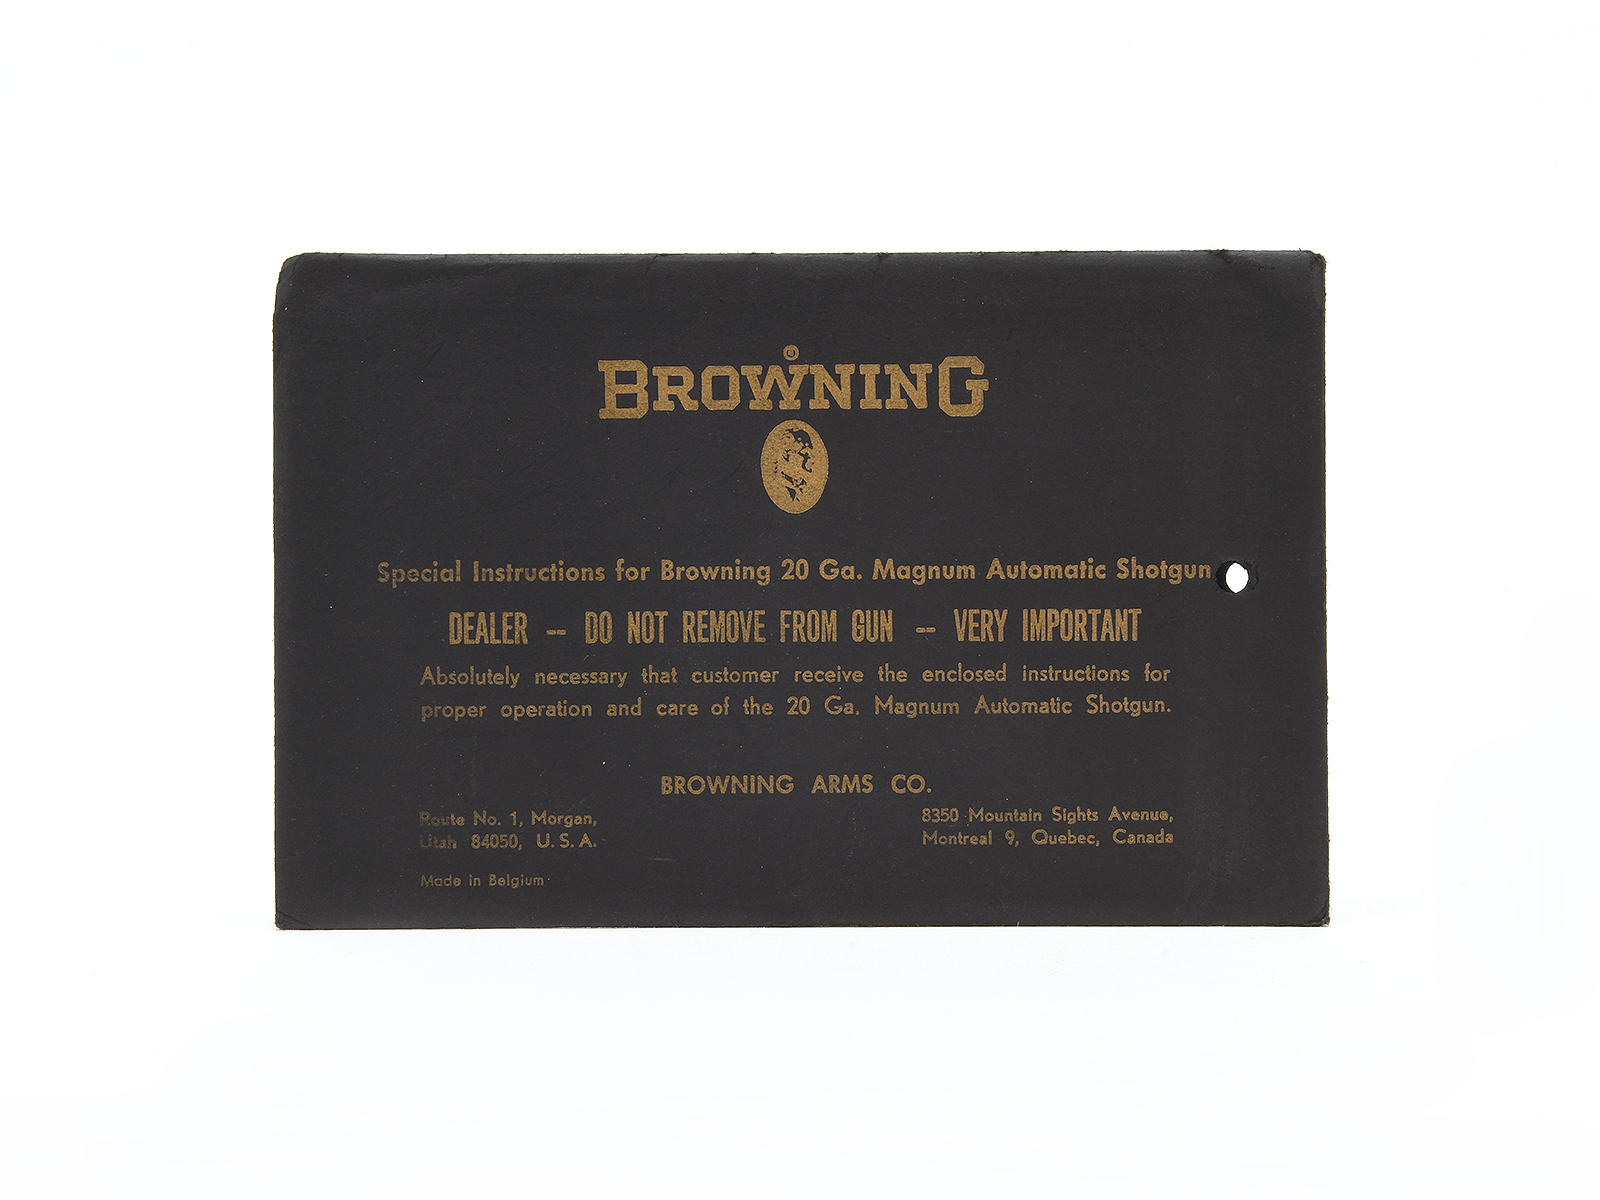 BROWNING
Special Instructions for Browning 20 Ga. Magnum Automatic Shotgun
DEALER -- DO NOT REMOVE FROM GUN -- VERY IMPORTANT
Absolutely necessary that customer receive the enclosed instructions for
proper operation and care of the 20 Ga. Magnum Automatic Shotgun.
BROWNING ARMS CO.
Route No. 1, Morgan,
Utah 84050, U. S. A.
8350 Mountain Sights Avenue,
Montreal 9, Quebec, Canada
Made in Belgium